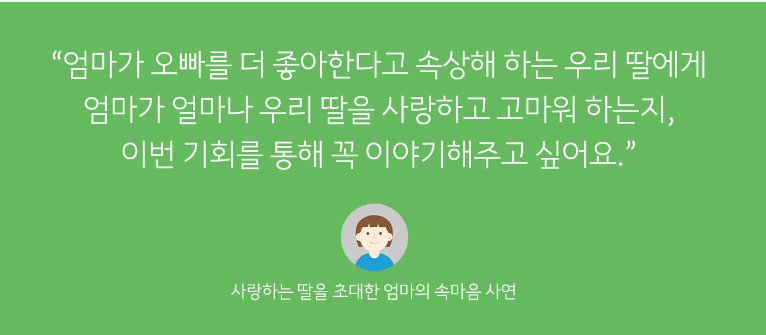 “엄마가 오빠를 더 좋아한다고 속상해 하는 우리 딸에게
엄마가 얼마나 우리 딸을 사랑하고 고마워 하는지,
이번 기회를 통해 꼭 이야기해주고 싶어요.”
사랑하는 딸을 초대한 엄마의 속마음 사연